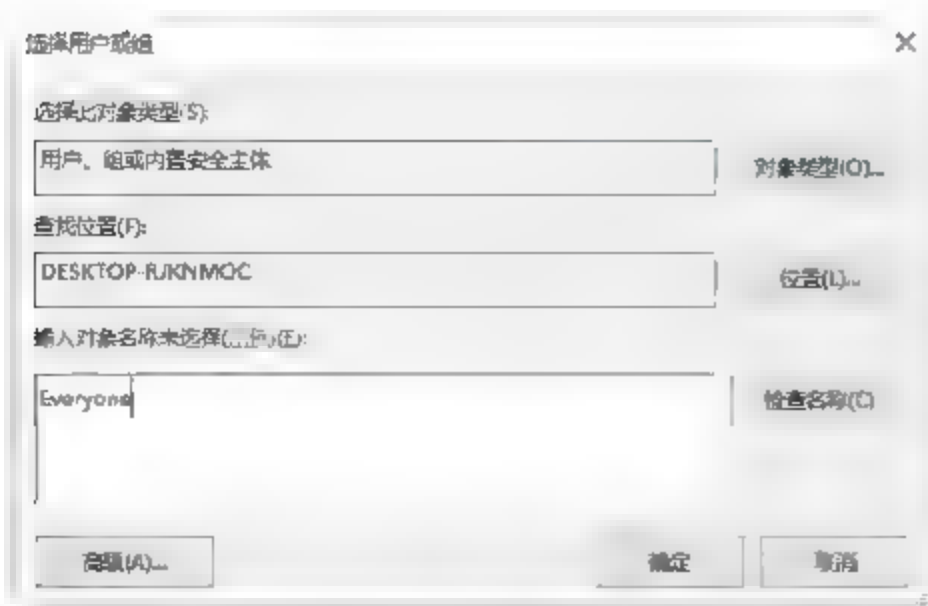 选择用户或组
选择此对象类型(S):
用户、组或内置安全主体
对象类型(O)...
查找位置(F):
位置(L)...
输入对象名称来选择(示例)(E):
Everyone
检查名称(C)
高级(A)...
确定
取消